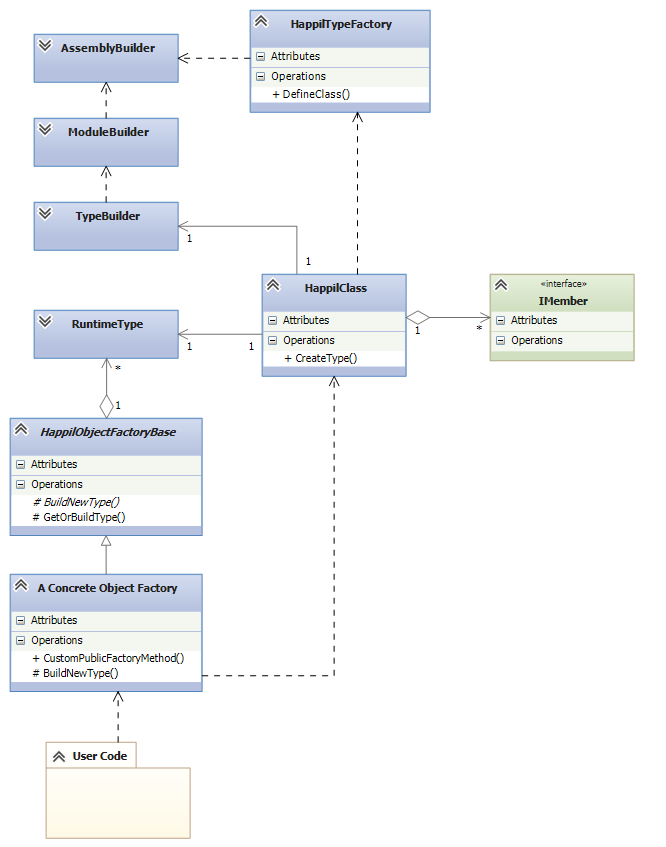 HappilTypeFactory
Attributes
Operations
+ DefineClass()
AssemblyBuilder
ModuleBuilder
TypeBuilder
1
1
HappilClass
Attributes
Operations
+ CreateType()
«interface»
IMember
Attributes
Operations
1
*
RuntimeType
1
1
*
1
HappilObjectFactoryBase
Attributes
Operations
# BuildNewType()
# GetOrBuildType()
A Concrete Object Factory
Attributes
Operations
+ CustomPublicFactoryMethod()
# BuildNewType()
User Code